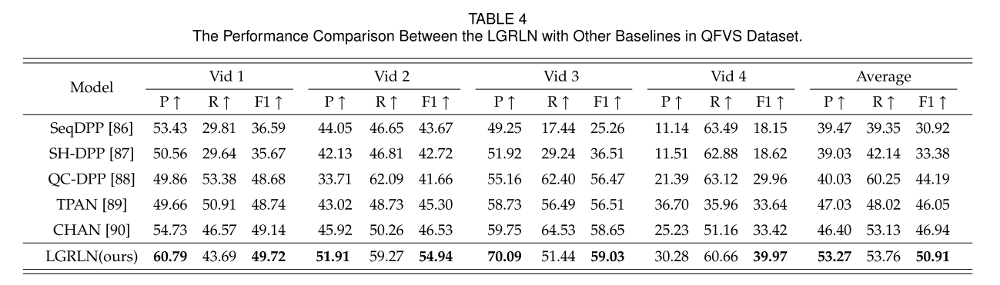 TABLE 4
The Performance Comparison Between the LGRLN with Other Baselines in QFVS Dataset.
Model Vid 1 Vid 2 Vid 3 Vid 4 Average
P ↑ R ↑ F1 ↑ P ↑ R ↑ F1 ↑ P ↑ R ↑ F1 ↑ P ↑ R ↑ F1 ↑ P ↑ R ↑ F1 ↑
SeqDPP [86] 53.43 29.81 36.59 44.05 46.65 43.67 49.25 17.44 25.26 11.14 63.49 18.15 39.47 39.35 30.92
SH-DPP [87] 50.56 29.64 35.67 42.13 46.81 42.72 51.92 29.24 36.51 11.51 62.88 18.62 39.03 42.14 33.38
QC-DPP [88] 49.86 53.38 48.68 33.71 62.09 41.66 55.16 62.40 56.47 21.39 63.12 29.96 40.03 60.25 44.19
TPAN [89] 49.66 50.91 48.74 43.02 48.73 45.30 58.73 56.49 56.51 36.70 35.96 33.64 47.03 48.02 46.05
CHAN [90] 54.73 46.57 49.14 45.92 50.26 46.53 59.75 64.53 58.65 25.23 51.16 33.42 46.40 53.13 46.94
LGRLN(ours) 60.79 43.69 49.72 51.91 59.27 54.94 70.09 51.44 59.03 30.28 60.66 39.97 53.27 53.76 50.91